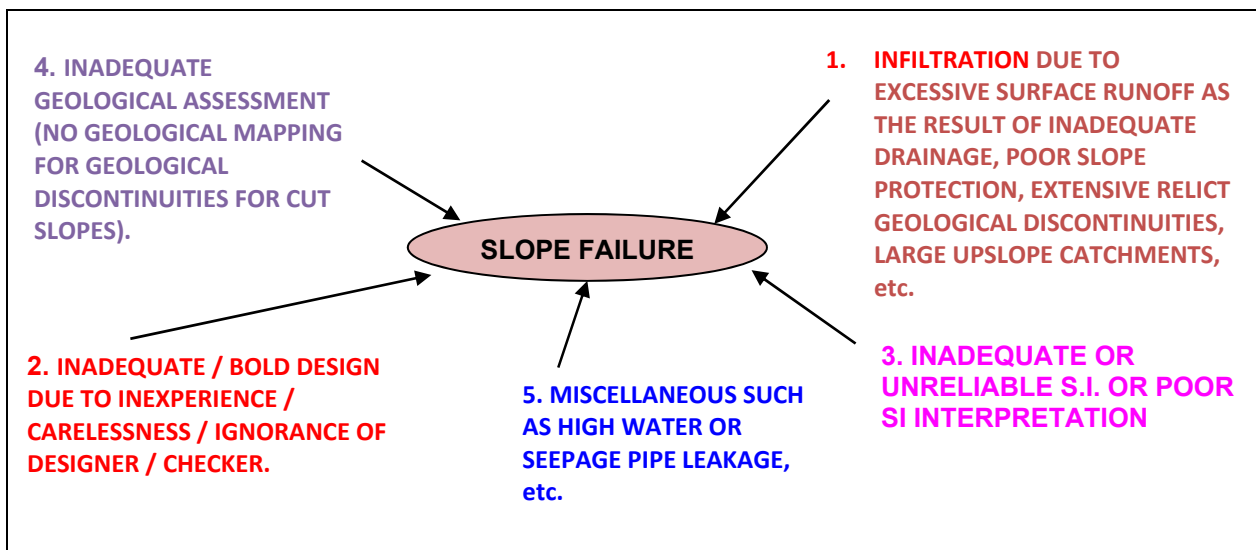 4. INADEQUATE
GEOLOGICAL ASSESSMENT
(NO GEOLOGICAL MAPPING
FOR GEOLOGICAL
DISCONTINUITIES FOR CUT
SLOPES).
1. INFILTRATION DUE TO
EXCESSIVE SURFACE RUNOFF AS
THE RESULT OF INADEQUATE
DRAINAGE, POOR SLOPE
PROTECTION, EXTENSIVE RELICT
GEOLOGICAL DISCONTINUITIES,
LARGE UPSLOPE CATCHMENTS,
etc.
SLOPE FAILURE
2. INADEQUATE / BOLD DESIGN
DUE TO INEXPERIENCE /
CARELESSNESS / IGNORANCE OF
DESIGNER / CHECKER.
5. MISCELLANEOUS SUCH
AS HIGH WATER OR
SEEPAGE PIPE LEAKAGE,
etc.
3. INADEQUATE OR
UNRELIABLE S.I. OR POOR
SI INTERPRETATION